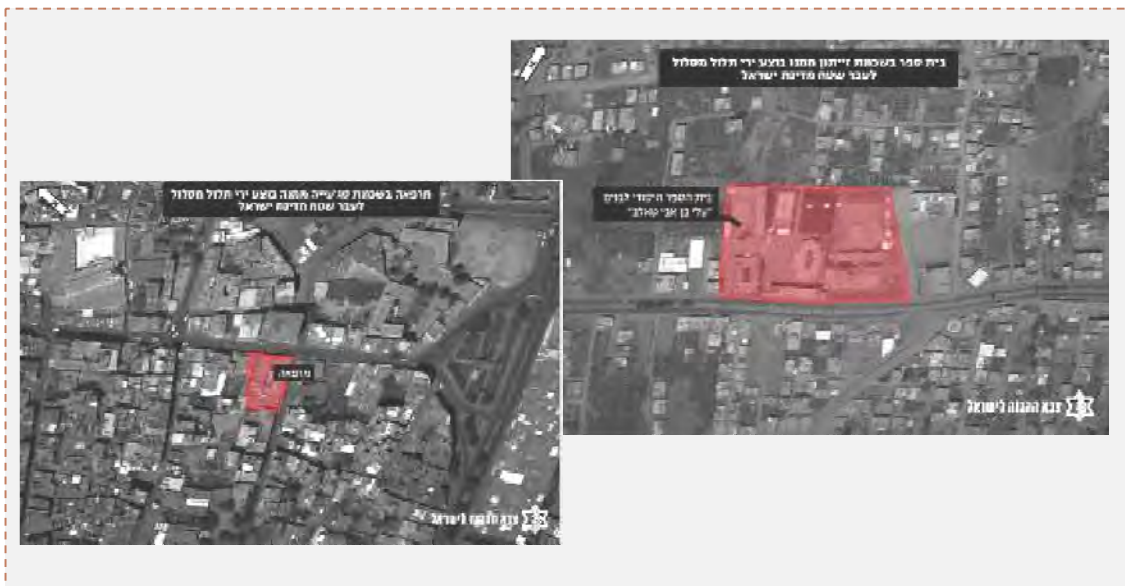 בית ספר בשכונת זייתון ממנו בוצע ירי תלול מסלול
לעבר שטח מדינת ישראל
בית הספר היסודי לבנים
"עלי בן אבי טאלב"
צבא ההגנה לישראל
מרפאה בשכונת סג'עייה ממנה בוצע ירי תלול מסלול
לעבר שטח מדינת ישראל
מרפאה
צבא ההגנה לישראל